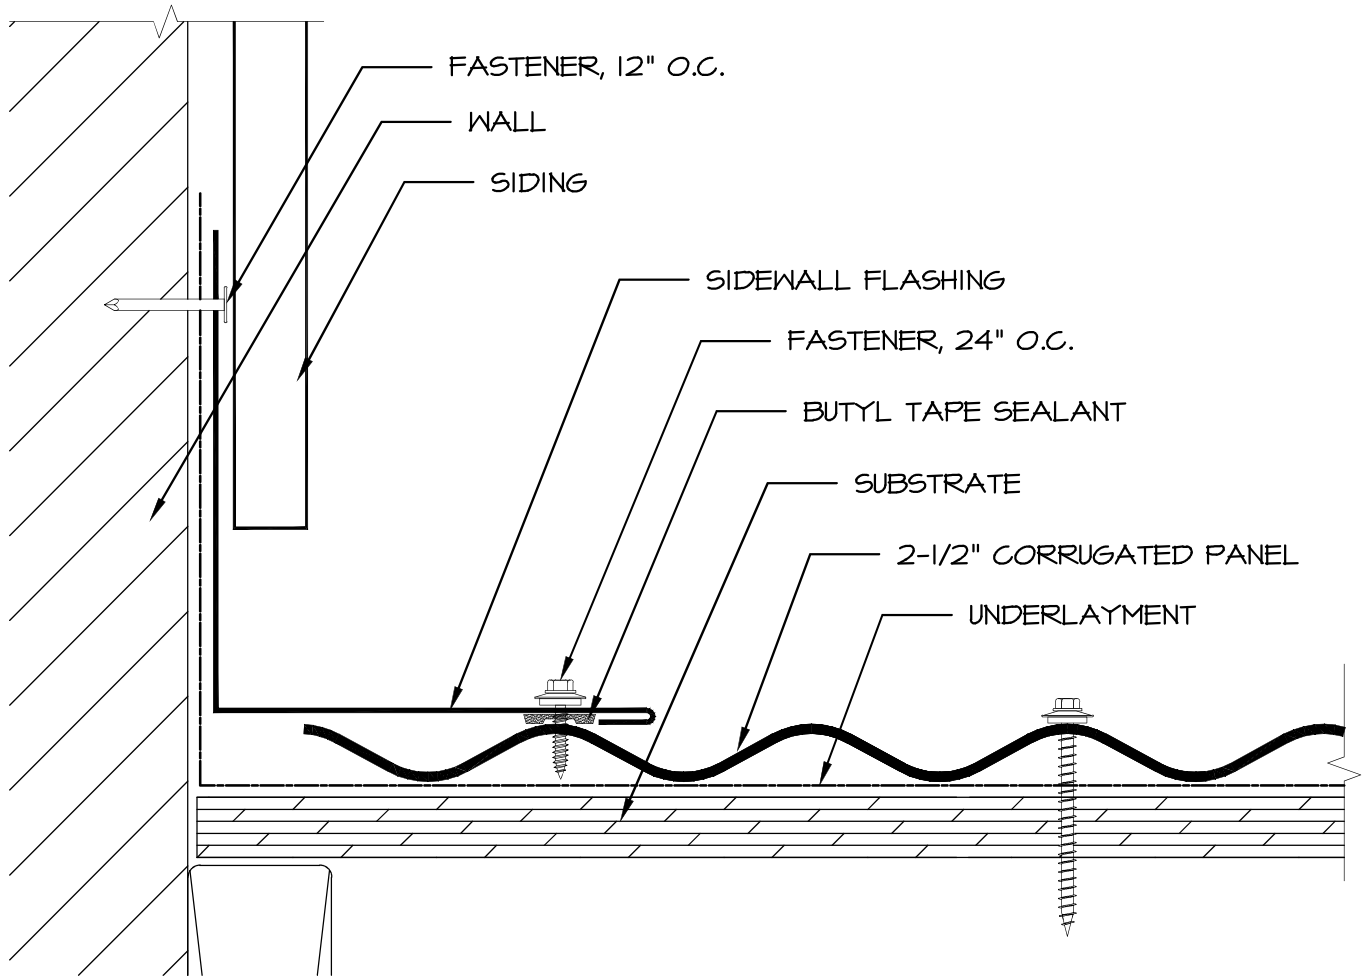 FASTENER, 12" O.C.
WALL
SIDING
SIDEWALL FLASHING
FASTENER, 24" O.C.
BUTYL TAPE SEALANT
SUBSTRATE
2-1/2" CORRUGATED PANEL
UNDERLAYMENT